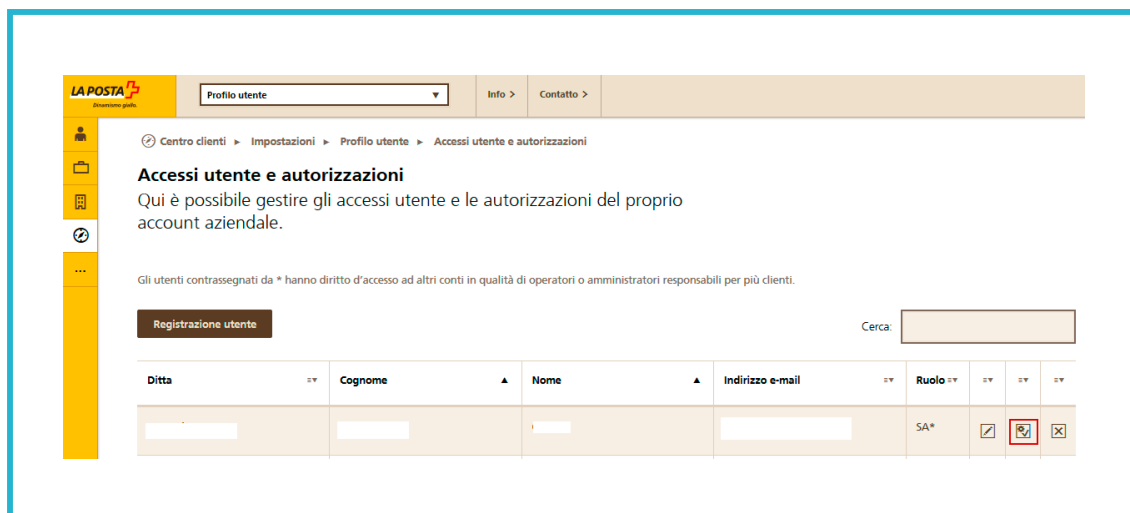 LA POSTA
Dinamismo giallo.
Profilo utente
Info >
Contatto >
Centro clienti ▸ Impostazioni ▸ Profilo utente ▸ Accessi utente e autorizzazioni
Accessi utente e autorizzazioni
Qui è possibile gestire gli accessi utente e le autorizzazioni del proprio
account aziendale.
...
Gli utenti contrassegnati da * hanno diritto d'accesso ad altri conti in qualità di operatori o amministratori responsabili per più clienti.
Registrazione utente
Cerca:
Ditta Cognome Nome Indirizzo e-mail Ruolo
SA*